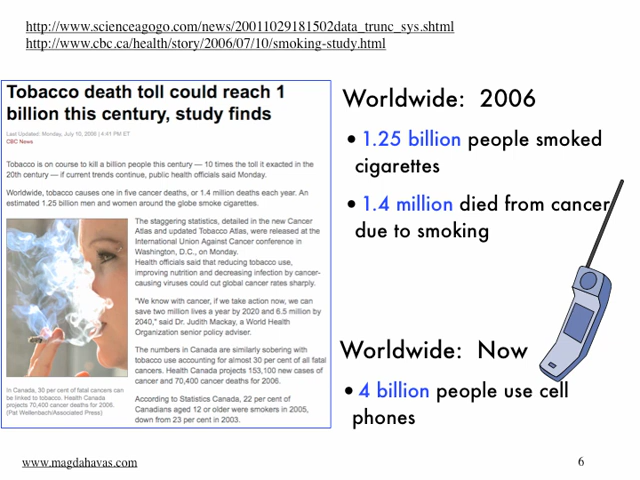 http://www.scienceagogo.com/news/20011029181502data_trunc_sys.shtml
http://www.cbc.ca/health/story/2006/07/10/smoking-study.html
Tobacco death toll could reach 1
billion this century, study finds
Last Updated: Monday, July 10, 2006 | 4:41 PM ET
CBC News
Tobacco is on course to kill a billion people this century — 10 times the toll it exacted in the
20th century — if current trends continue, public health officials said Monday.
Worldwide, tobacco causes one in five cancer deaths, or 1.4 million deaths each year. An
estimated 1.25 billion men and women around the globe smoke cigarettes.
The staggering statistics, detailed in the new Cancer
Atlas and updated Tobacco Atlas, were released at the
International Union Against Cancer conference in
Washington, D.C., on Monday.
Health officials said that reducing tobacco use,
improving nutrition and decreasing infection by cancer-
causing viruses could cut global cancer rates sharply.
"We know with cancer, if we take action now, we can
save two million lives a year by 2020 and 6.5 million by
2040," said Dr. Judith Mackay, a World Health
Organization senior policy adviser.
The numbers in Canada are similarly sobering with
tobacco use accounting for almost 30 per cent of all fatal
cancers. Health Canada projects 153,100 new cases of
cancer and 70,400 cancer deaths for 2006.
According to Statistics Canada, 22 per cent of
Canadians aged 12 or older were smokers in 2005,
down from 23 per cent in 2003.
In Canada, 30 per cent of fatal cancers can
be linked to tobacco. Health Canada
projects 70,400 cancer deaths for 2006.
(Pat Wellenbach/Associated Press)
Worldwide: 2006
• 1.25 billion people smoked
cigarettes
• 1.4 million died from cancer
due to smoking
Worldwide: Now
• 4 billion people use cell
phones
www.magdahavas.com
6